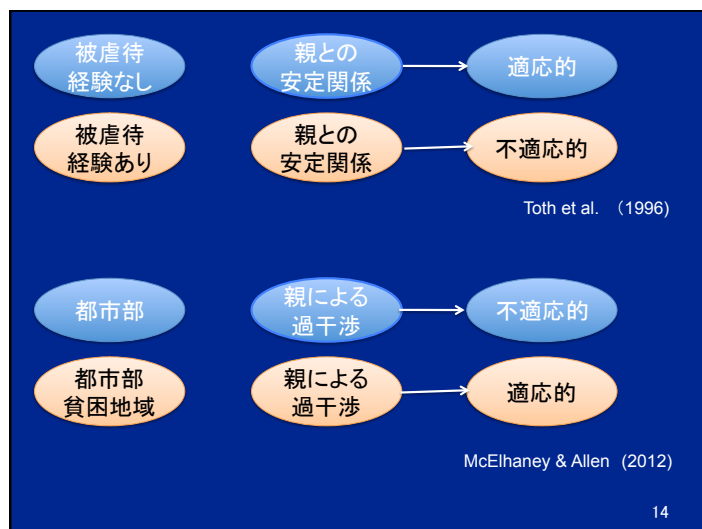 被虐待
経験なし
親との
安定関係
適応的
被虐待
経験あり
親との
安定関係
不適応的
Toth et al. （1996)
都市部
親による
過干渉
不適応的
都市部
貧困地域
親による
過干渉
適応的
McElhaney & Allen (2012)
14